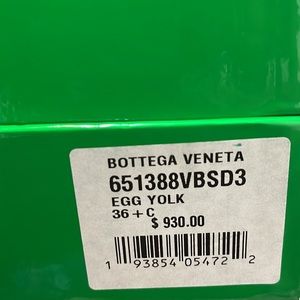 BOTTEGA VENETA
651388VBSD3
EGG YOLK
36+C
$ 930.00
1 93854 05472 2